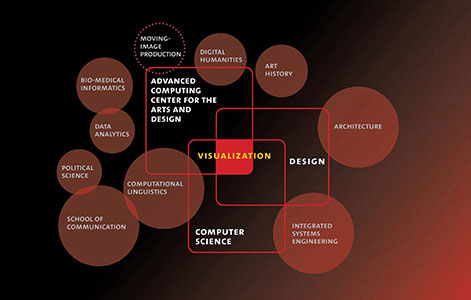 MOVING-
IMAGE
PRODUCTION
DIGITAL
HUMANITIES
ART
HISTORY
BIO-MEDICAL
INFORMATICS
ADVANCED
COMPUTING
CENTER FOR THE
ARTS AND
DESIGN
DATA
ANALYTICS
ARCHITECTURE
VISUALIZATION
DESIGN
POLITICAL
SCIENCE
COMPUTATIONAL
LINGUISTICS
SCHOOL OF
COMMUNICATION
COMPUTER
SCIENCE
INTEGRATED
SYSTEMS
ENGINEERING